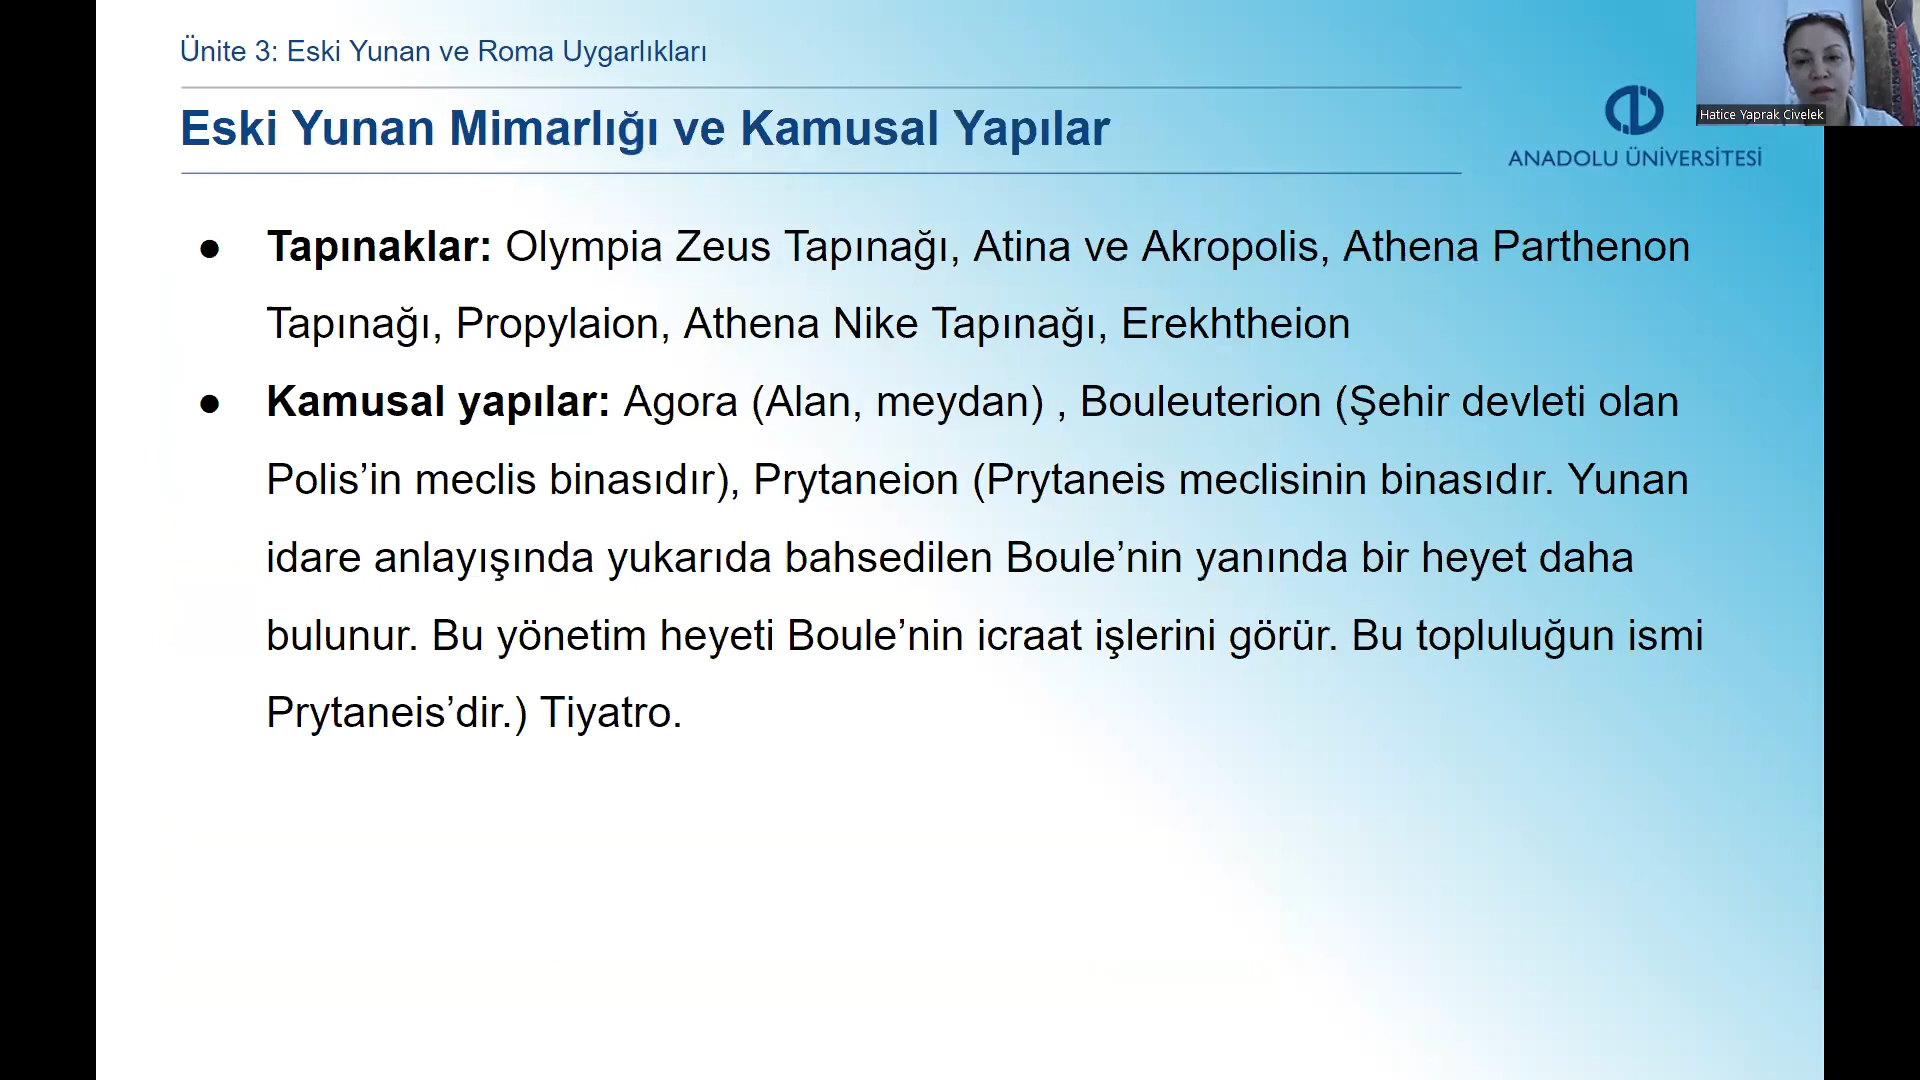 Ünite 3: Eski Yunan ve Roma Uygarlıkları
Eski Yunan Mimarlığı ve Kamusal Yapılar
ANADOLU ÜNİVERSİTESİ
Hatice Yaprak Civelek
● Tapınaklar: Olympia Zeus Tapınağı, Atina ve Akropolis, Athena Parthenon
Tapınağı, Propylaion, Athena Nike Tapınağı, Erekhtheion
● Kamusal yapılar: Agora (Alan, meydan) , Bouleuterion (Şehir devleti olan
Polis’in meclis binasıdır), Prytaneion (Prytaneis meclisinin binasıdır. Yunan
idare anlayışında yukarıda bahsedilen Boule’nin yanında bir heyet daha
bulunur. Bu yönetim heyeti Boule’nin icraat işlerini görür. Bu topluluğun ismi
Prytaneis’dir.) Tiyatro.